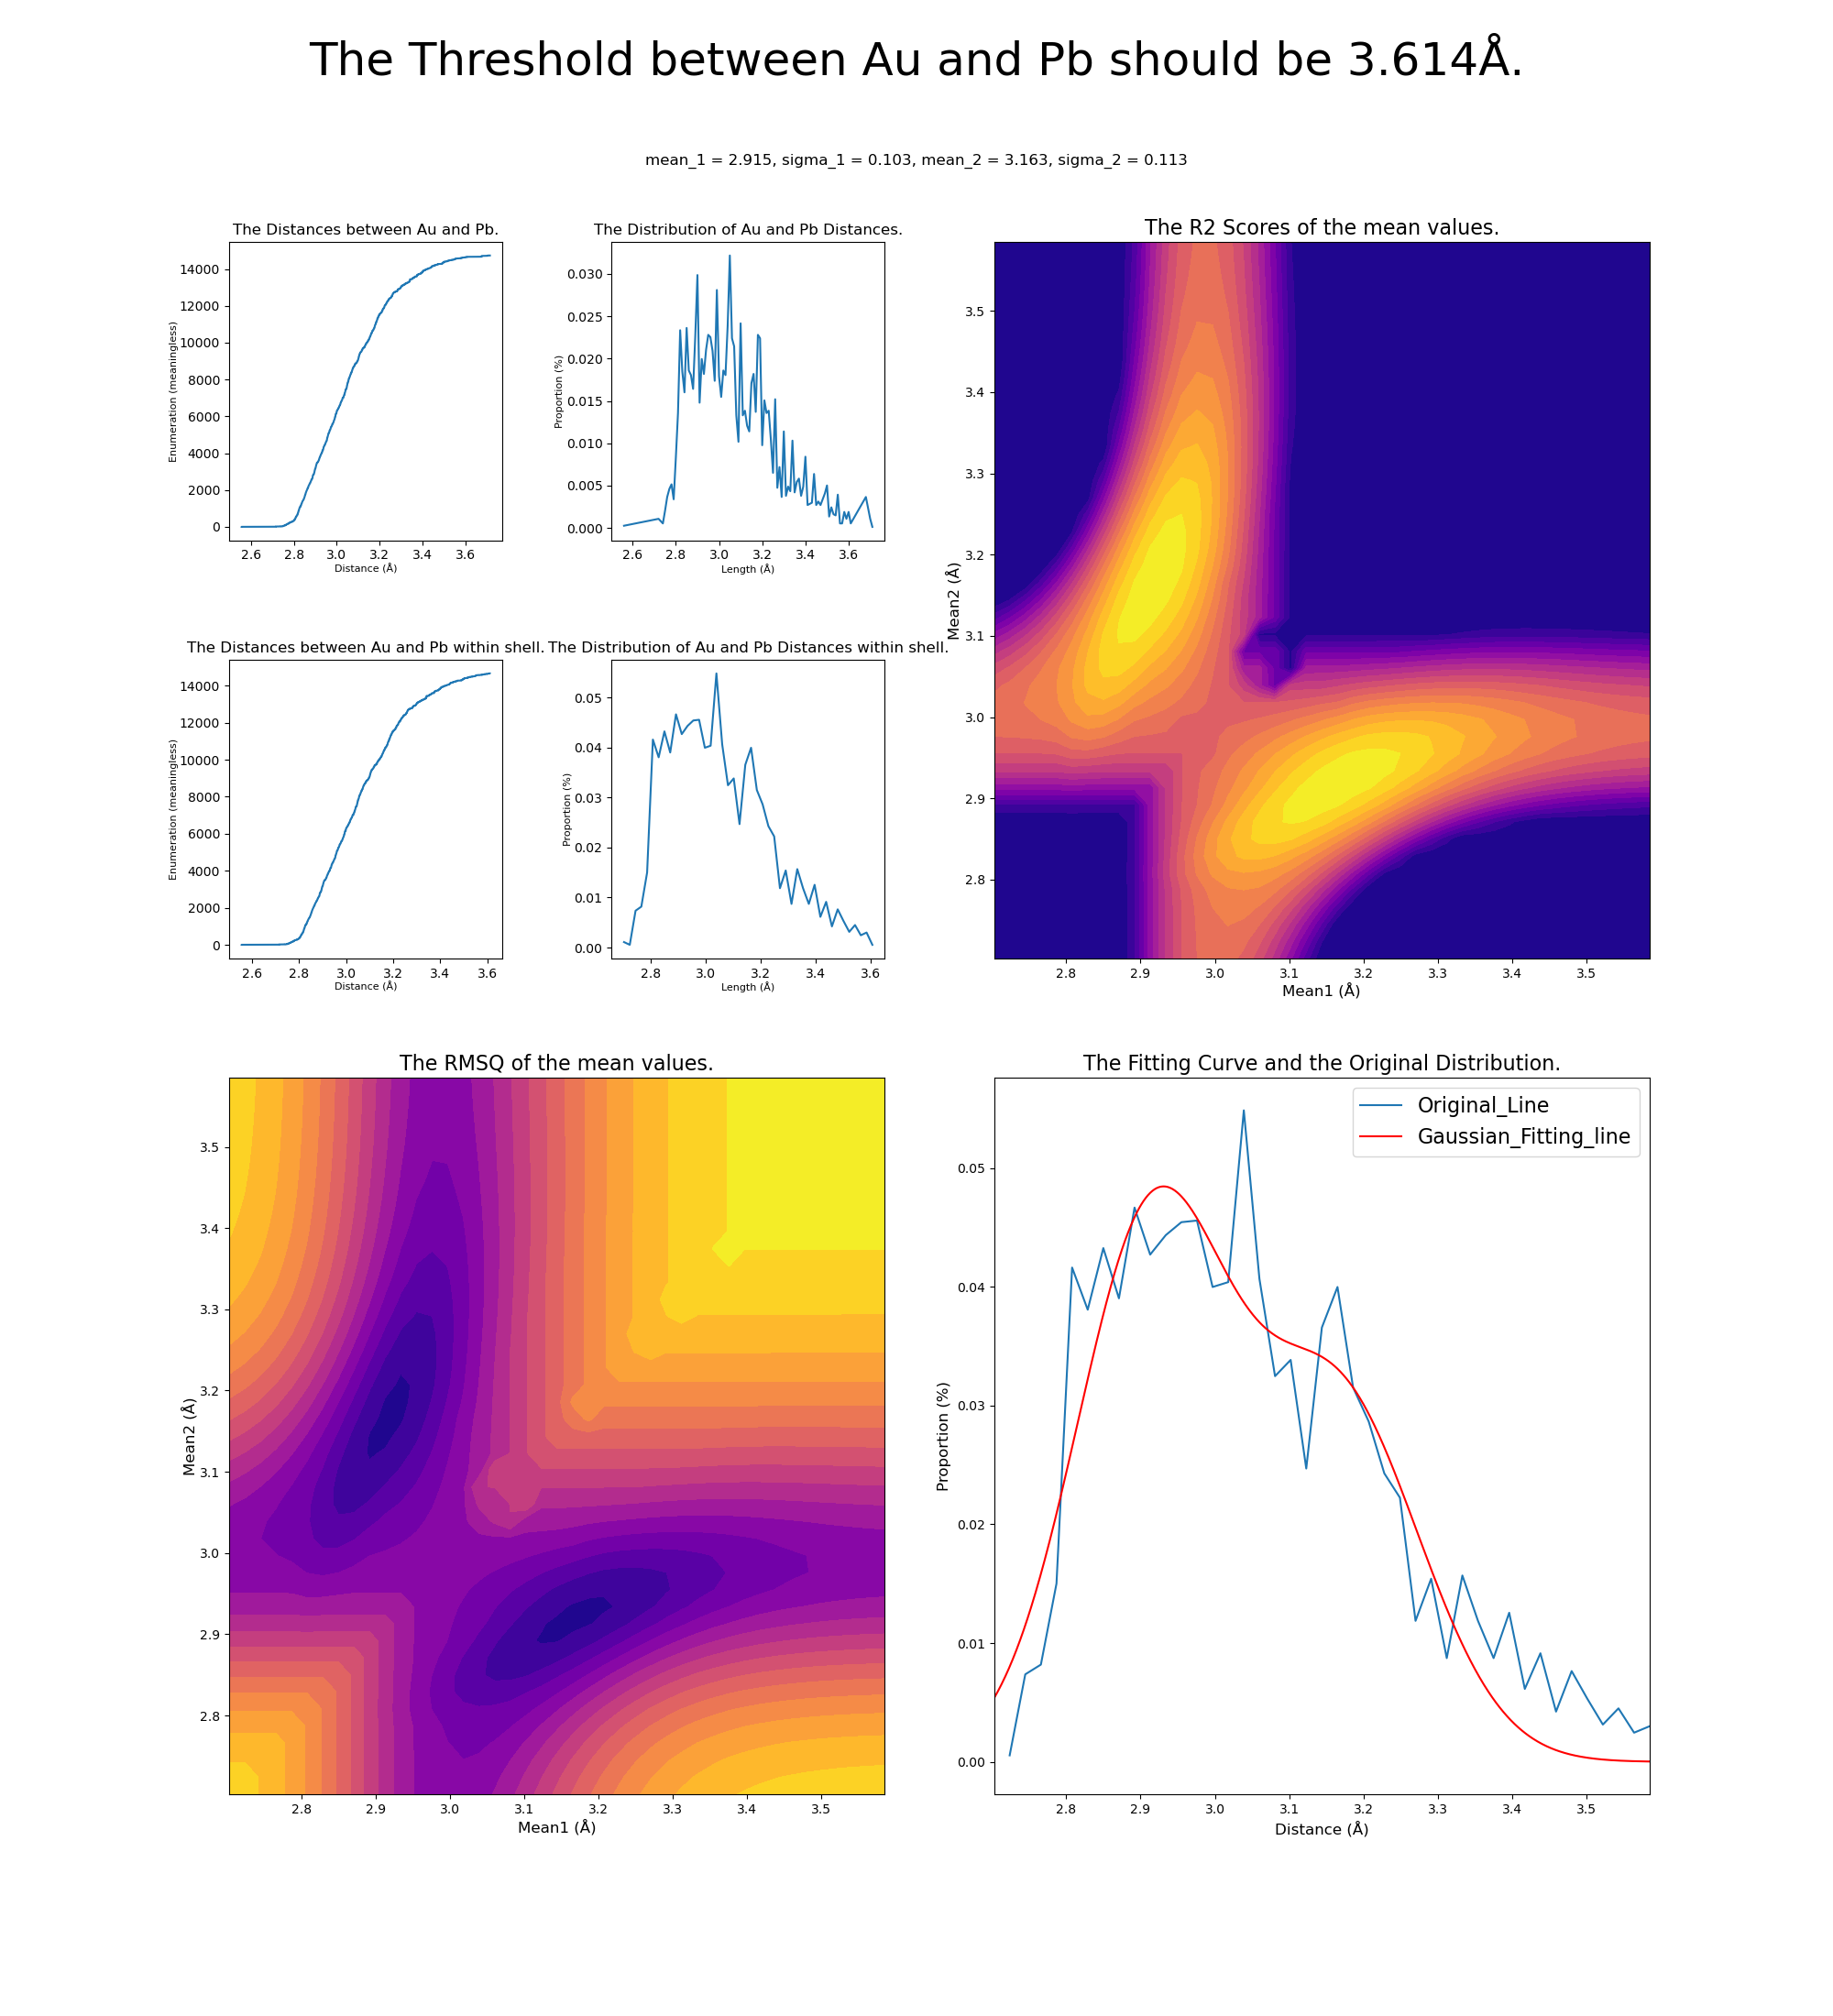 The Threshold between Au and Pb should be 3.614Å.
mean_1 = 2.915, sigma_1 = 0.103, mean_2 = 3.163, sigma_2 = 0.113
The Distances between Au and Pb.
Enumeration (meaningless)
14000
12000
10000
8000
6000
4000
2000
0
2.6 2.8 3.0 3.2 3.4 3.6
Distance (Å)
The Distribution of Au and Pb Distances.
Proportion (%)
0.030
0.025
0.020
0.015
0.010
0.005
0.000
2.6 2.8 3.0 3.2 3.4 3.6
Length (Å)
The R2 Scores of the mean values.
Mean2 (Å)
3.5
3.4
3.3
3.2
3.1
3.0
2.9
2.8
2.8 2.9 3.0 3.1 3.2 3.3 3.4 3.5
Mean1 (Å)
The Distances between Au and Pb within shell.
Enumeration (meaningless)
14000
12000
10000
8000
6000
4000
2000
0
2.6 2.8 3.0 3.2 3.4 3.6
Distance (Å)
The Distribution of Au and Pb Distances within shell.
Proportion (%)
0.05
0.04
0.03
0.02
0.01
0.00
2.8 3.0 3.2 3.4 3.6
Length (Å)
The RMSQ of the mean values.
Mean2 (Å)
3.5
3.4
3.3
3.2
3.1
3.0
2.9
2.8
2.8 2.9 3.0 3.1 3.2 3.3 3.4 3.5
Mean1 (Å)
The Fitting Curve and the Original Distribution.
Original_Line
Gaussian_Fitting_line
Proportion (%)
0.05
0.04
0.03
0.02
0.01
0.00
2.8 2.9 3.0 3.1 3.2 3.3 3.4 3.5
Distance (Å)